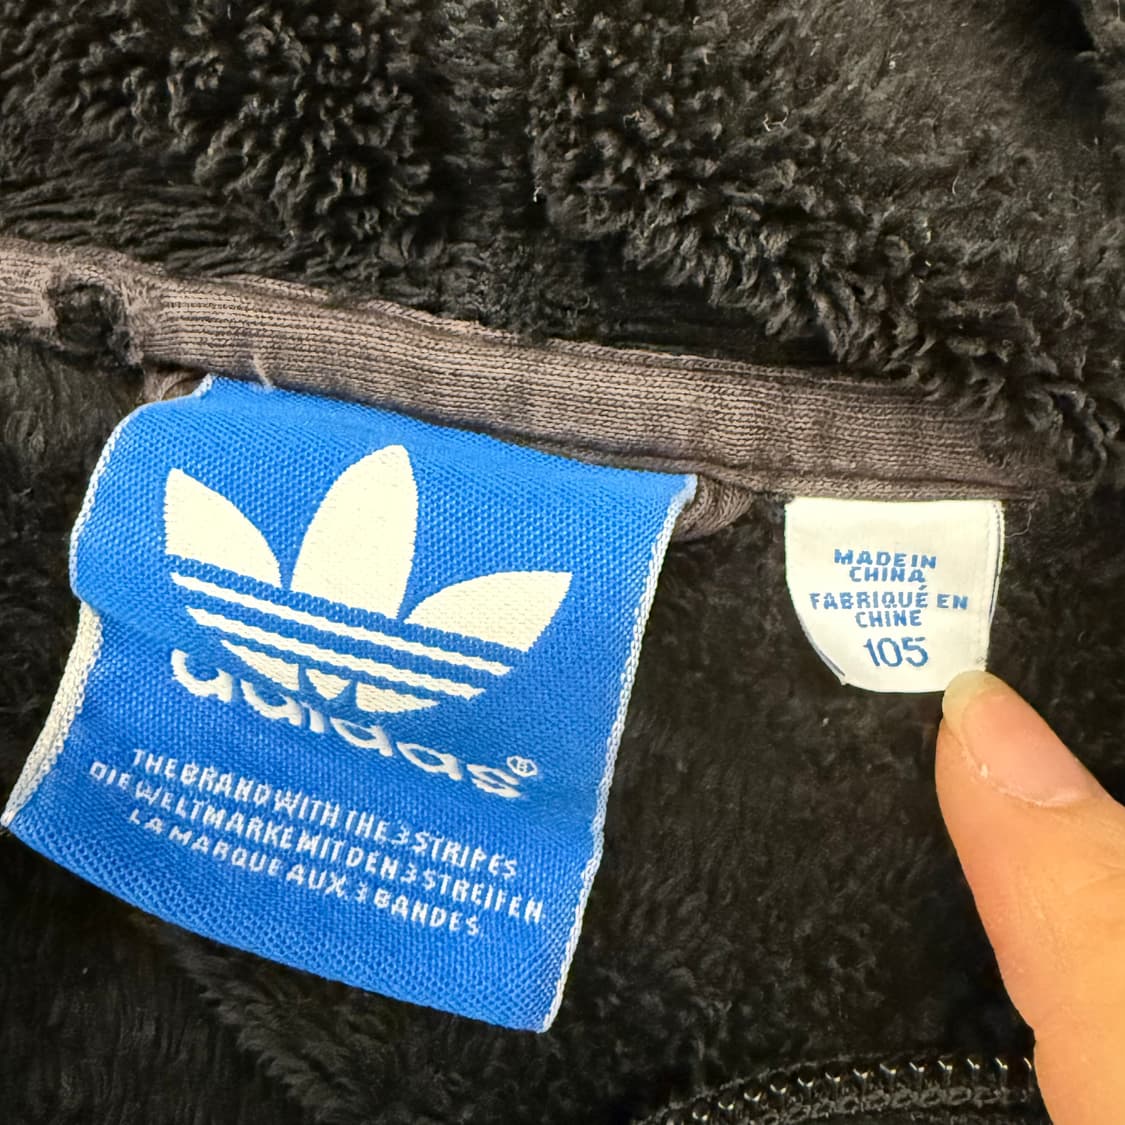 adidas®
THE BRAND WITH THE 3 STRIPES
DIE WELTMARKE MIT DEN 3 STREIFEN
LA MARQUE AUX 3 BANDES
MADE IN
CHINA
FABRIQUÉ EN
CHINE
105